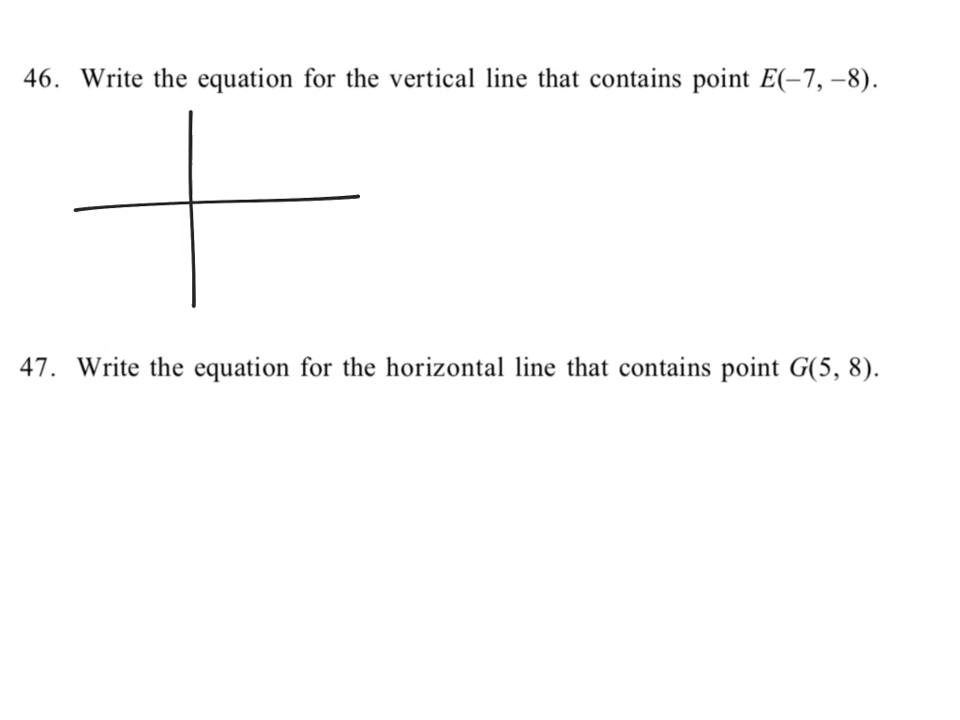 46. Write the equation for the vertical line that contains point E(–7, –8).
47. Write the equation for the horizontal line that contains point G(5, 8).